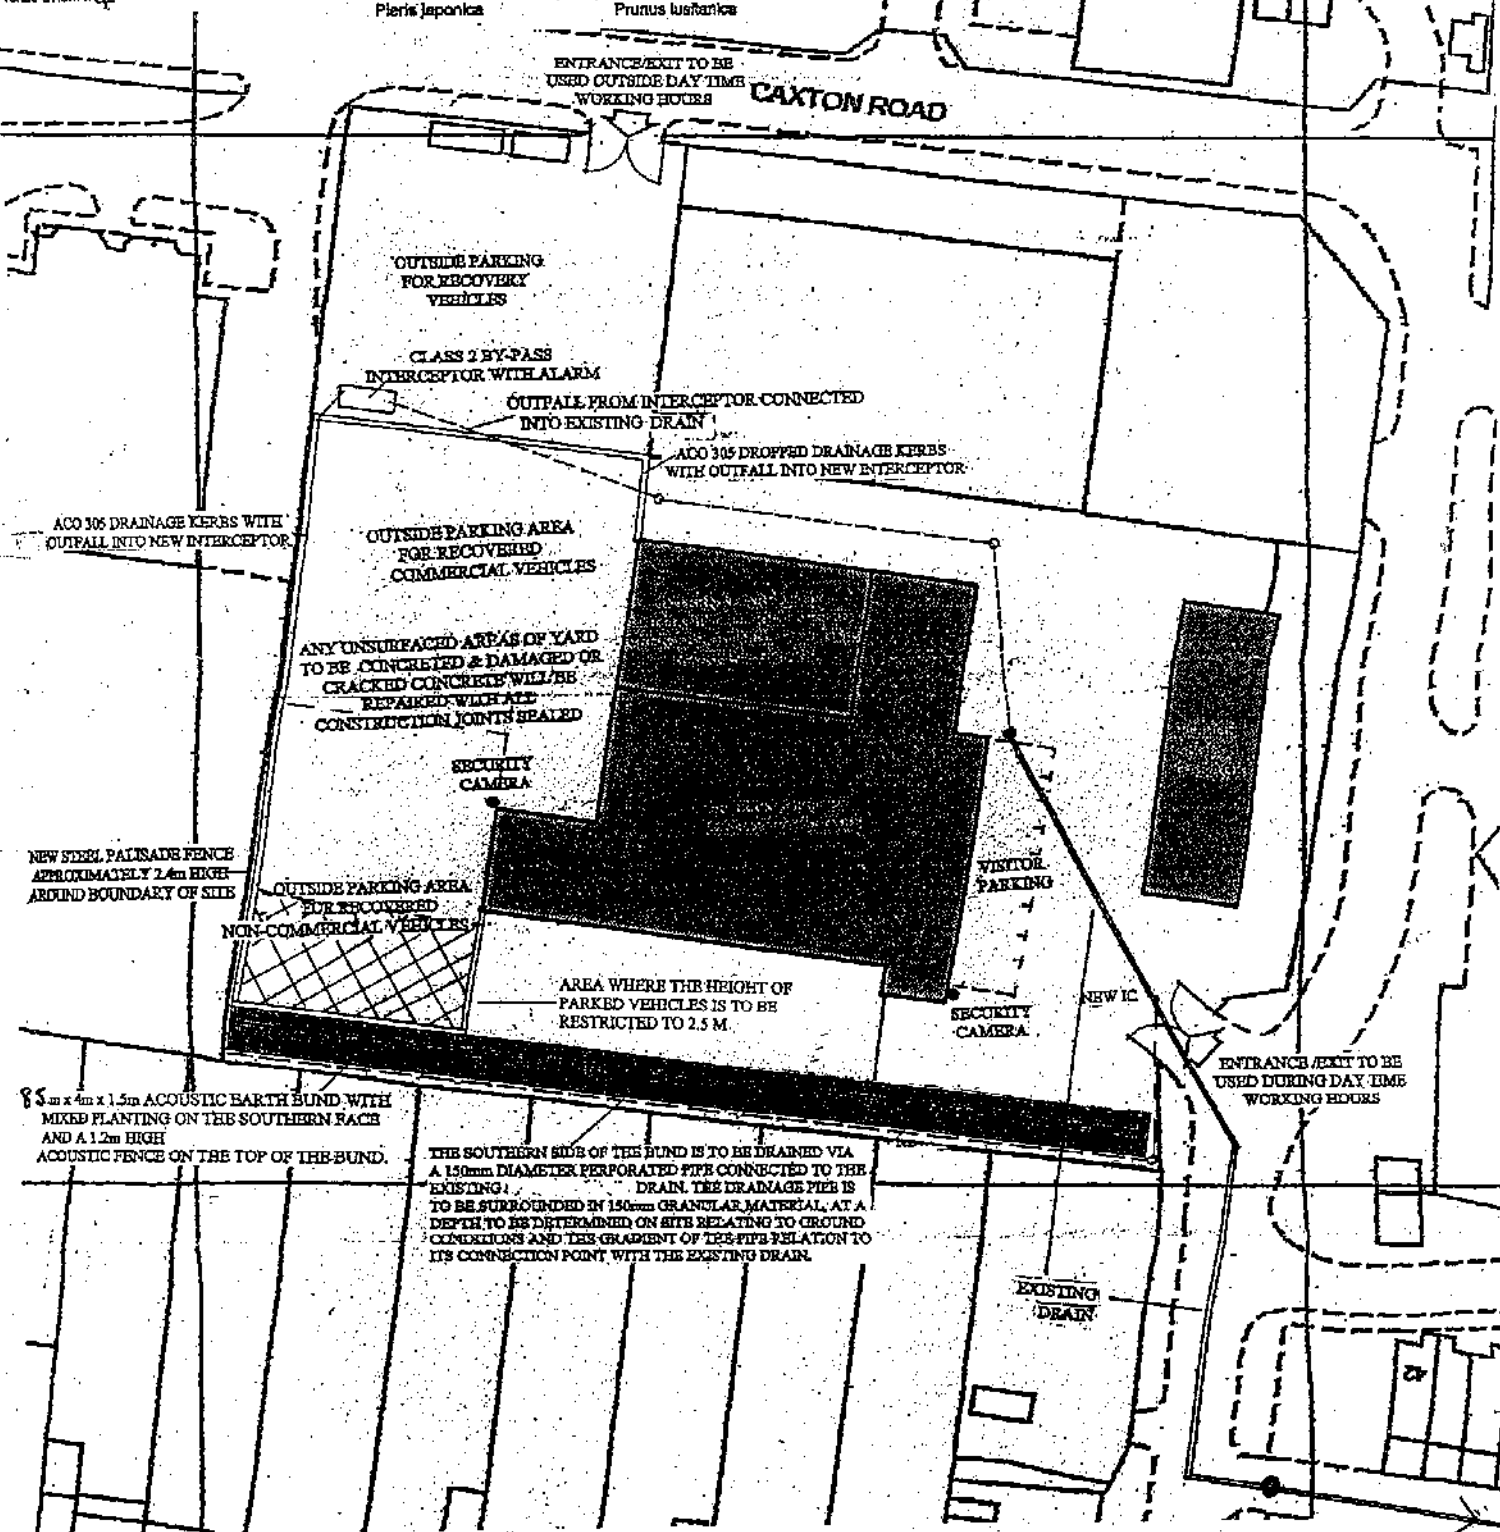 Pieris japonica
Prunus lusitanica
ENTRANCE/EXIT TO BE
USED OUTSIDE DAY TIME
WORKING HOURS
CAXTON ROAD
OUTSIDE PARKING
FOR RECOVERY
VEHICLES
CLASS 2 BY-PASS
INTERCEPTOR WITH ALARM
OUTFALL FROM INTERCEPTOR CONNECTED
INTO EXISTING DRAIN
ACO 305 DROPPED DRAINAGE KERBS
WITH OUTFALL INTO NEW INTERCEPTOR
ACO 305 DRAINAGE KERBS WITH
OUTFALL INTO NEW INTERCEPTOR
OUTSIDE PARKING AREA
FOR RECOVERED
COMMERCIAL VEHICLES
ANY UNSURFACED AREAS OF YARD
TO BE CONCRETED & DAMAGED OR
CRACKED CONCRETE WILL BE
REPAIRED WITH ALL
CONSTRUCTION JOINTS SEALED
SECURITY
CAMERA
NEW STEEL PALISADE FENCE
APPROXIMATELY 2.4m HIGH
AROUND BOUNDARY OF SITE
OUTSIDE PARKING AREA
FOR RECOVERED
NON-COMMERCIAL VEHICLES
VISITOR
PARKING
AREA WHERE THE HEIGHT OF
PARKED VEHICLES IS TO BE
RESTRICTED TO 2.5 M.
NEW IC
SECURITY
CAMERA
ENTRANCE/EXIT TO BE
USED DURING DAY TIME
WORKING HOURS
85m x 4m x 1.5m ACOUSTIC EARTH BUND WITH
MIXED PLANTING ON THE SOUTHERN FACE
AND A 1.2m HIGH
ACOUSTIC FENCE ON THE TOP OF THE BUND.
THE SOUTHERN SIDE OF THE BUND IS TO BE DRAINED VIA
A 150mm DIAMETER PERFORATED PIPE CONNECTED TO THE
EXISTING DRAIN. THE DRAINAGE PIPE IS
TO BE SURROUNDED IN 150mm GRANULAR MATERIAL, AT A
DEPTH TO BE DETERMINED ON SITE RELATING TO GROUND
CONDITIONS AND THE GRADIENT OF THE PIPE RELATION TO
ITS CONNECTION POINT WITH THE EXISTING DRAIN.
EXISTING
DRAIN
42